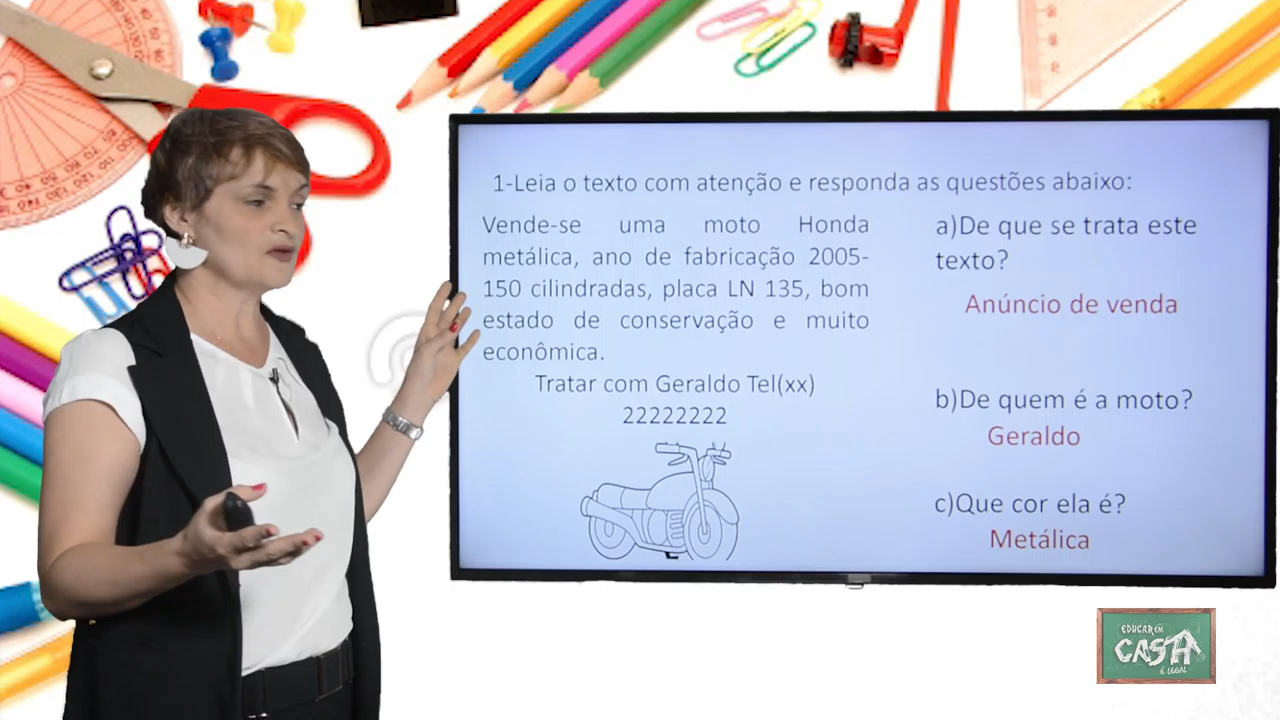 1-Leia o texto com atenção e responda as questões abaixo:
Vende-se uma moto Honda
metálica, ano de fabricação 2005-
150 cilindradas, placa LN 135, bom
estado de conservação e muito
econômica.
Tratar com Geraldo Tel(xx)
22222222
a)De que se trata este
texto?
Anúncio de venda
b)De quem é a moto?
Geraldo
c)Que cor ela é?
Metálica
EDUCAR EM
CASA
É LEGAL